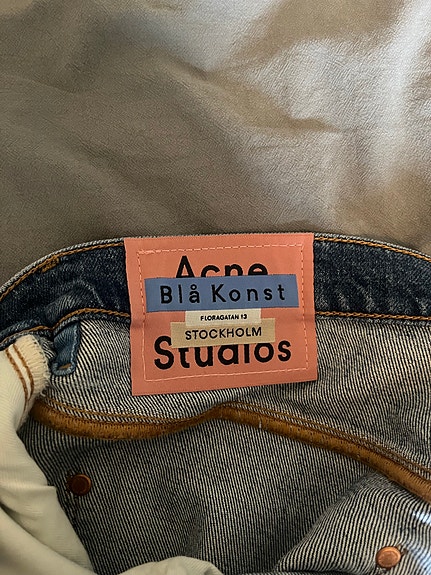 Acne
Blå Konst
FLORAGATAN 13
STOCKHOLM
Studios